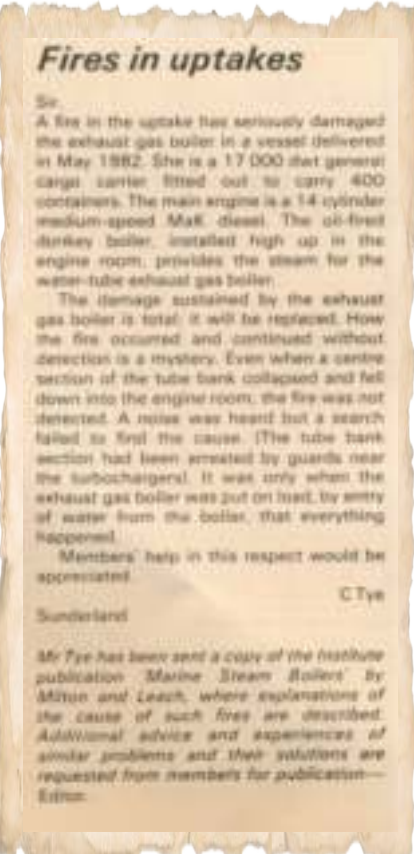 Fires in uptakes
Sir,
A fire in the uptake has seriously damaged
the exhaust gas boiler in a vessel delivered
in May 1982. She is a 17 000 dwt general
cargo carrier fitted out to carry 400
containers. The main engine is a 14 cylinder
medium-speed MaK diesel. The oil-fired
donkey boiler, installed high up in the
engine room, provides the steam for the
water-tube exhaust gas boiler.
The damage sustained by the exhaust
gas boiler is total; it will be replaced. How
the fire occurred and continued without
detection is a mystery. Even when a centre
section of the tube bank collapsed and fell
down into the engine room, the fire was not
detected. A noise was heard but a search
failed to find the cause. (The tube bank
section had been arrested by guards near
the turbochargers). It was only when the
exhaust gas boiler was put on load, by entry
of water from the boiler, that everything
happened.
Members' help in this respect would be
appreciated.
C Tye
Sunderland
Mr Tye has been sent a copy of the Institute
publication 'Marine Steam Boilers' by
Milton and Leach, where explanations of
the cause of such fires are described.
Additional advice and experiences of
similar problems and their solutions are
requested from members for publication—
Editor.